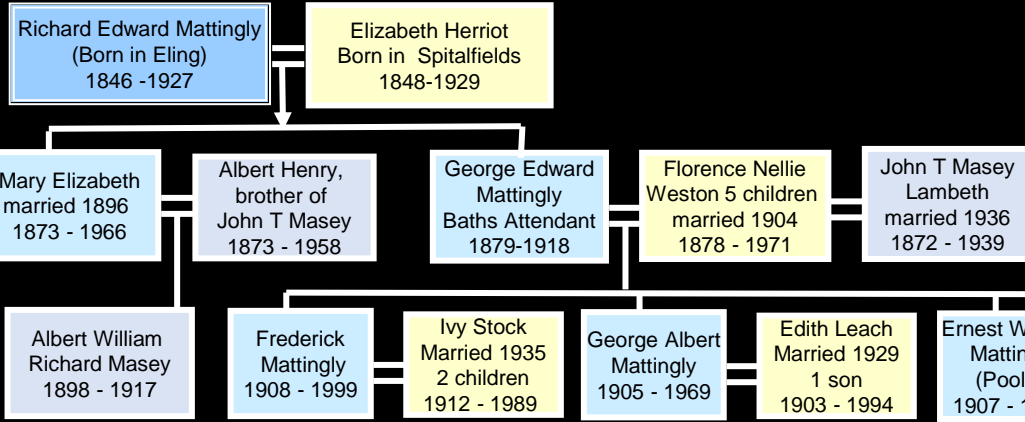 Richard Edward Mattingly
(Born in Eling)
1846 -1927
Elizabeth Herriot
Born in Spitalfields
1848-1929
Mary Elizabeth
married 1896
1873 - 1966
Albert Henry,
brother of
John T Masey
1873 - 1958
George Edward
Mattingly
Baths Attendant
1879-1918
Florence Nellie
Weston 5 children
married 1904
1878 - 1971
John T Masey
Lambeth
married 1936
1872 - 1939
Albert William
Richard Masey
1898 - 1917
Frederick
Mattingly
1908 - 1999
Ivy Stock
Married 1935
2 children
1912 - 1989
George Albert
Mattingly
1905 - 1969
Edith Leach
Married 1929
1 son
1903 - 1994
Ernest
1907 -